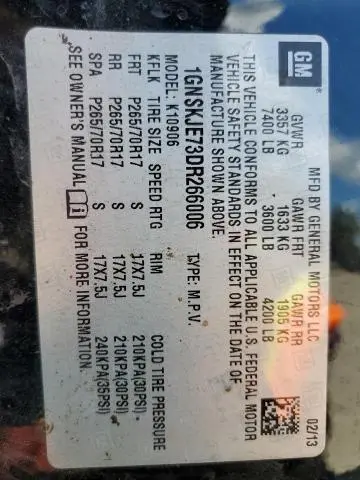 GM
MFD BY GENERAL MOTORS LLC
02/13
GVWR GAWR FRT GAWR RR
3357 KG 1633 KG 1905 KG
7400 LB 3600 LB 4200 LB
THIS VEHICLE CONFORMS TO ALL APPLICABLE U.S. FEDERAL MOTOR
VEHICLE SAFETY STANDARDS IN EFFECT ON THE DATE OF
MANUFACTURE SHOWN ABOVE.
1GNSKJE73DR266006 TYPE: M.P.V.
MODEL: K10906
KFLK TIRE SIZE SPEED RTG RIM COLD TIRE PRESSURE
FRT P265/70R17 S 17X7.5J 210KPA(30PSI)
RR P265/70R17 S 17X7.5J 210KPA(30PSI)
SPA P265/70R17 S 17X7.5J 240KPA(35PSI)
SEE OWNER'S MANUAL i FOR MORE INFORMATION.